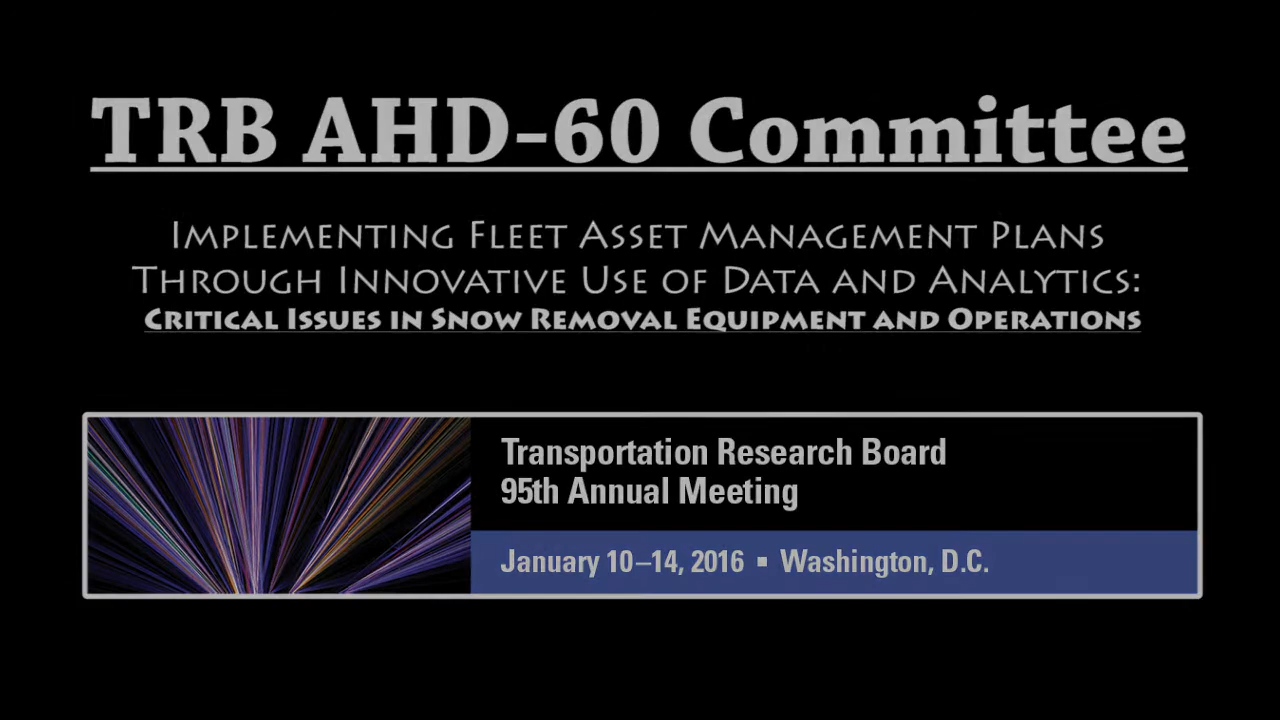 TRB AHD-60 Committee
Implementing Fleet Asset Management Plans
Through Innovative Use of Data and Analytics:
Critical Issues in Snow Removal Equipment and Operations
Transportation Research Board
95th Annual Meeting
January 10–14, 2016 ▪ Washington, D.C.